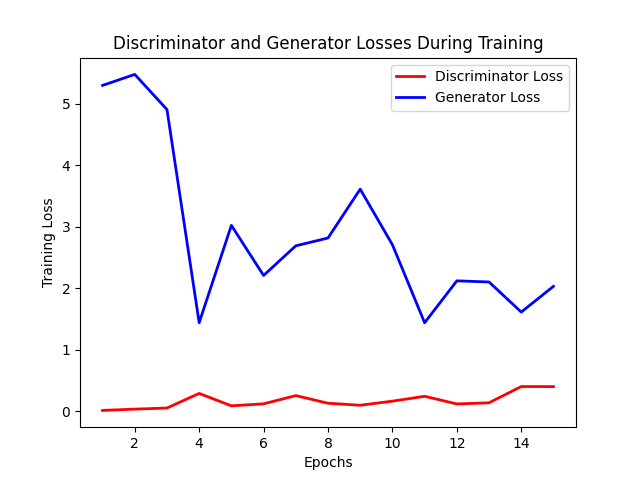 Discriminator and Generator Losses During Training
Discriminator Loss
Generator Loss
Training Loss
5
4
3
2
1
0
2 4 6 8 10 12 14
Epochs